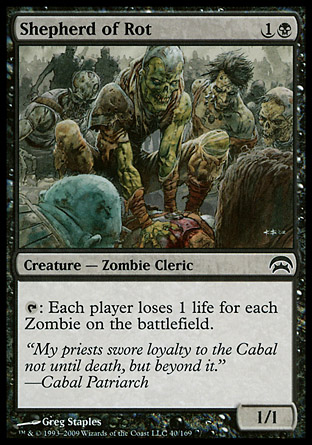 Shepherd of Rot 1
Creature — Zombie Cleric
: Each player loses 1 life for each
Zombie on the battlefield.
“My priests swore loyalty to the Cabal
not until death, but beyond it.”
—Cabal Patriarch
Greg Staples
™ & © 1993–2009 Wizards of the Coast LLC 40/169
1/1